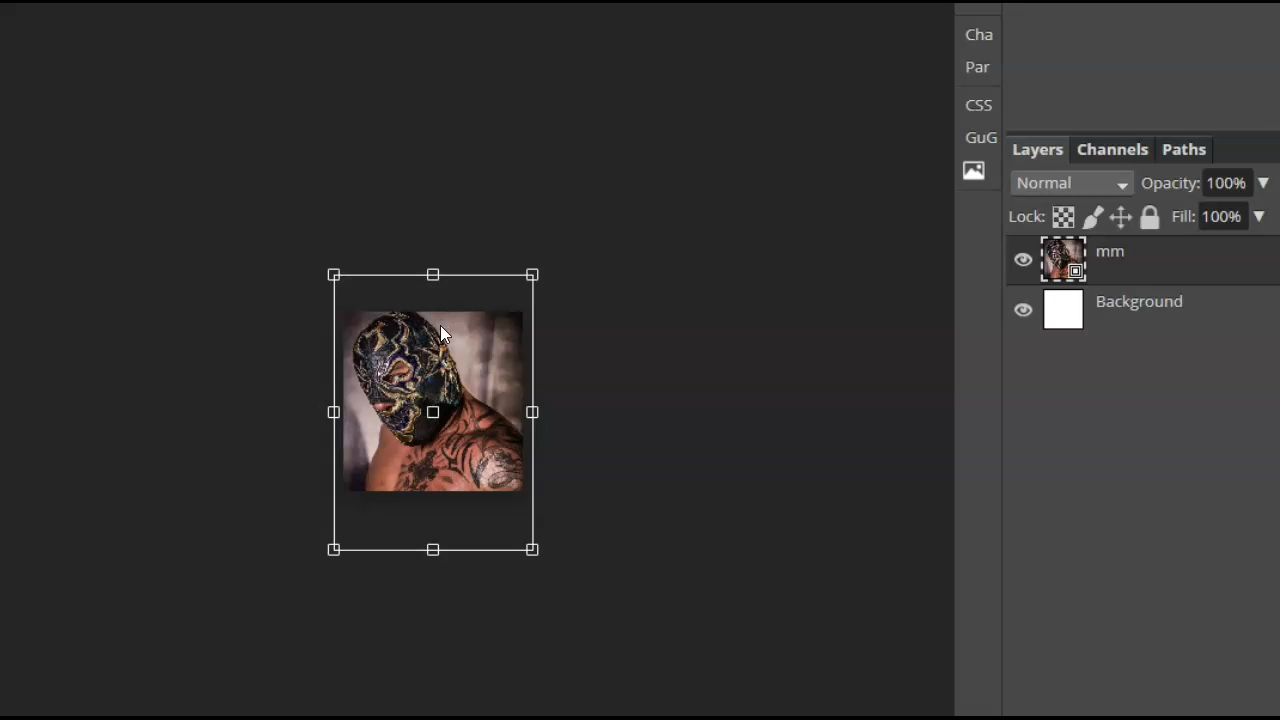 Cha
Par
CSS
GuG
Layers Channels Paths
Normal Opacity: 100%
Lock: Fill: 100%
mm
Background